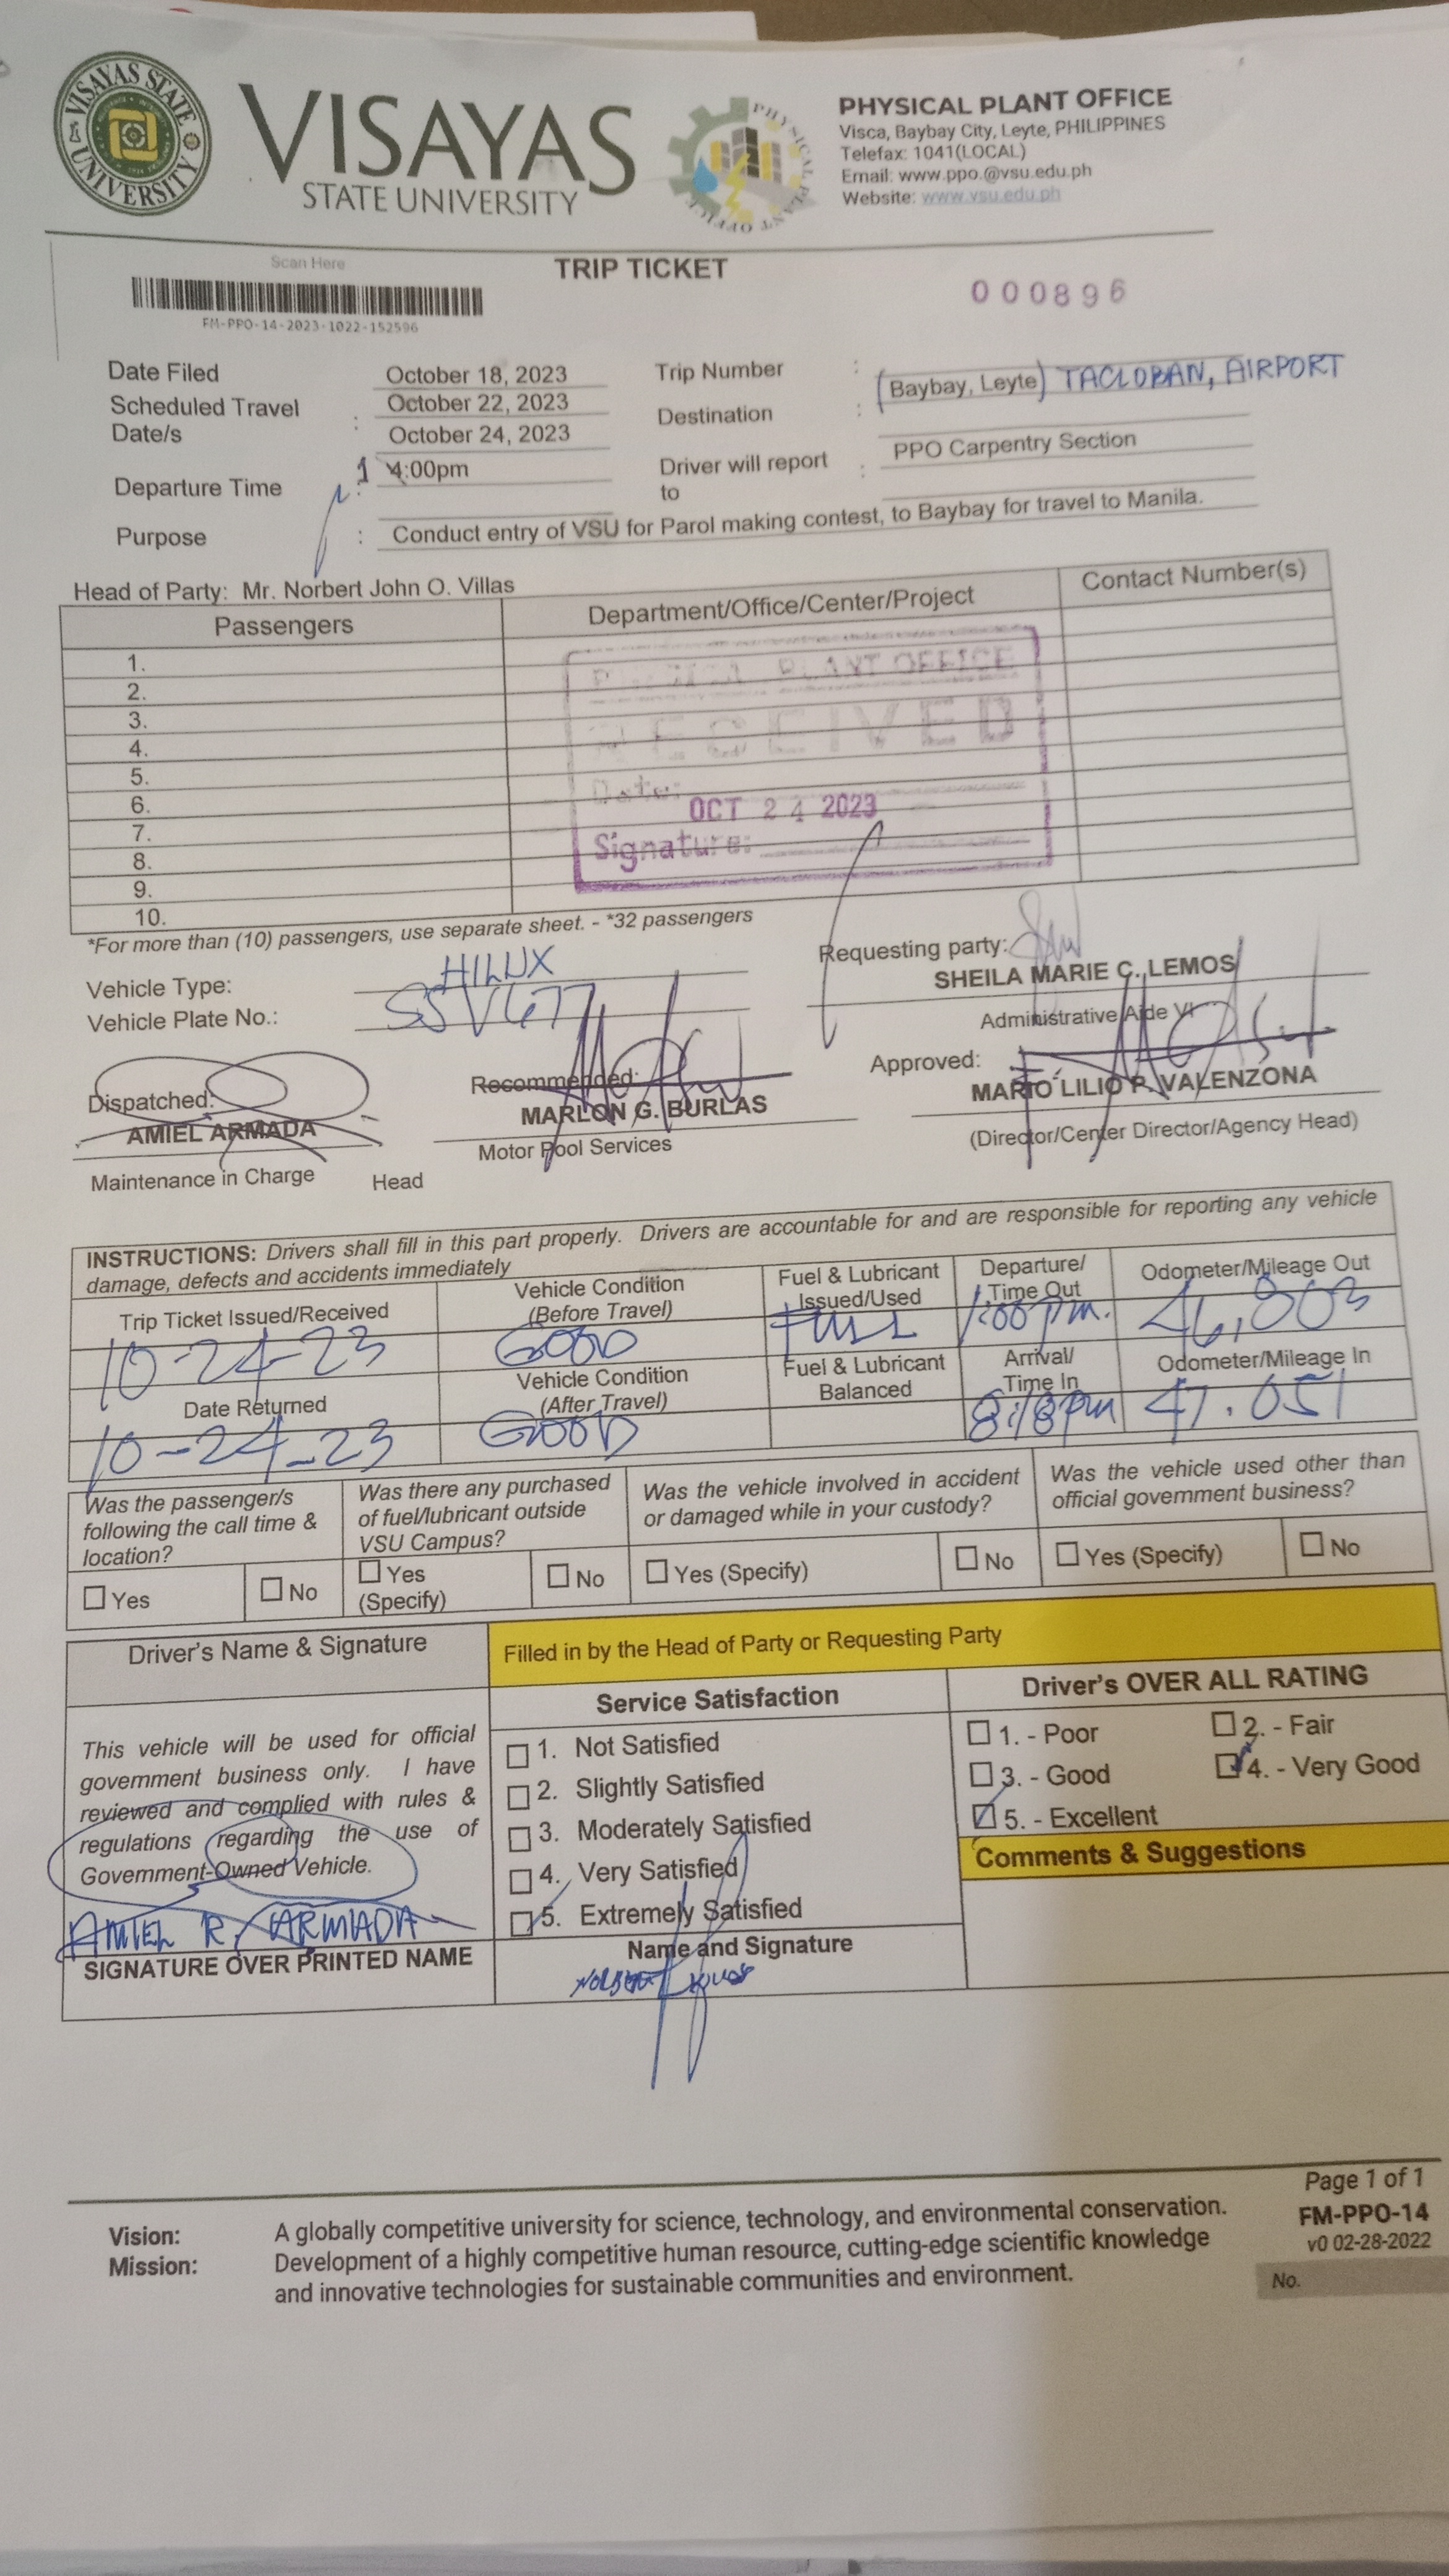 VISAYAS STATE UNIVERSITY
VISAYAS
STATE UNIVERSITY
PHYSICAL PLANT OFFICE
PHYSICAL PLANT OFFICE
Visca, Baybay City, Leyte, PHILIPPINES
Telefax: 1041(LOCAL)
Email: www.ppo.@vsu.edu.ph
Website: www.vsu.edu.ph
Scan Here
TRIP TICKET
000896
FM-PPO-14-2023-1022-152596
Date Filed October 18, 2023
Scheduled Travel Date/s : October 22, 2023
October 24, 2023
Departure Time : 1 4:00pm
Trip Number :
Destination : (Baybay, Leyte) TACLOBAN, AIRPORT
Driver will report to : PPO Carpentry Section
Purpose : Conduct entry of VSU for Parol making contest, to Baybay for travel to Manila.
Head of Party: Mr. Norbert John O. Villas
Passengers Department/Office/Center/Project Contact Number(s)
1.
2.
3.
4.
5.
6.
7.
8.
9.
10.
PLANT OFFICE
RECEIVED
Date:
OCT 24 2023
Signature:
*For more than (10) passengers, use separate sheet. - *32 passengers
Vehicle Type: HILUX
Vehicle Plate No.: SSV677
Requesting party:
SHEILA MARIE C. LEMOS
Administrative Aide VI
Dispatched:
AMIEL ARMADA
Maintenance in Charge
Recommended:
MARLON G. BURLAS
Motor Pool Services
Head
Approved:
MARIO LILIO P. VALENZONA
(Director/Center Director/Agency Head)
INSTRUCTIONS: Drivers shall fill in this part properly. Drivers are accountable for and are responsible for reporting any vehicle
damage, defects and accidents immediately
Trip Ticket Issued/Received Vehicle Condition (Before Travel) Fuel & Lubricant Issued/Used Departure/ Time Out Odometer/Mileage Out
10-24-23 GOOD FULL 1:00 pm. 46,803
Date Returned Vehicle Condition (After Travel) Fuel & Lubricant Balanced Arrival/ Time In Odometer/Mileage In
10-24-23 GOOD 8:18pm 47.051
Was the passenger/s following the call time & location?
Yes No
Was there any purchased of fuel/lubricant outside VSU Campus?
Yes (Specify) No
Was the vehicle involved in accident or damaged while in your custody?
Yes (Specify) No
Was the vehicle used other than official government business?
Yes (Specify) No
Driver's Name & Signature
Filled in by the Head of Party or Requesting Party
This vehicle will be used for official
government business only. I have
reviewed and complied with rules &
regulations regarding the use of
Government-Owned Vehicle.
AMIEL R. ARMADA
SIGNATURE OVER PRINTED NAME
Service Satisfaction
1. Not Satisfied
2. Slightly Satisfied
3. Moderately Satisfied
4. Very Satisfied
5. Extremely Satisfied
Name and Signature
Driver's OVER ALL RATING
1. - Poor 2. - Fair
3. - Good 4. - Very Good
5. - Excellent
Comments & Suggestions
Page 1 of 1
FM-PPO-14
v0 02-28-2022
No.
Vision: A globally competitive university for science, technology, and environmental conservation.
Mission: Development of a highly competitive human resource, cutting-edge scientific knowledge
and innovative technologies for sustainable communities and environment.